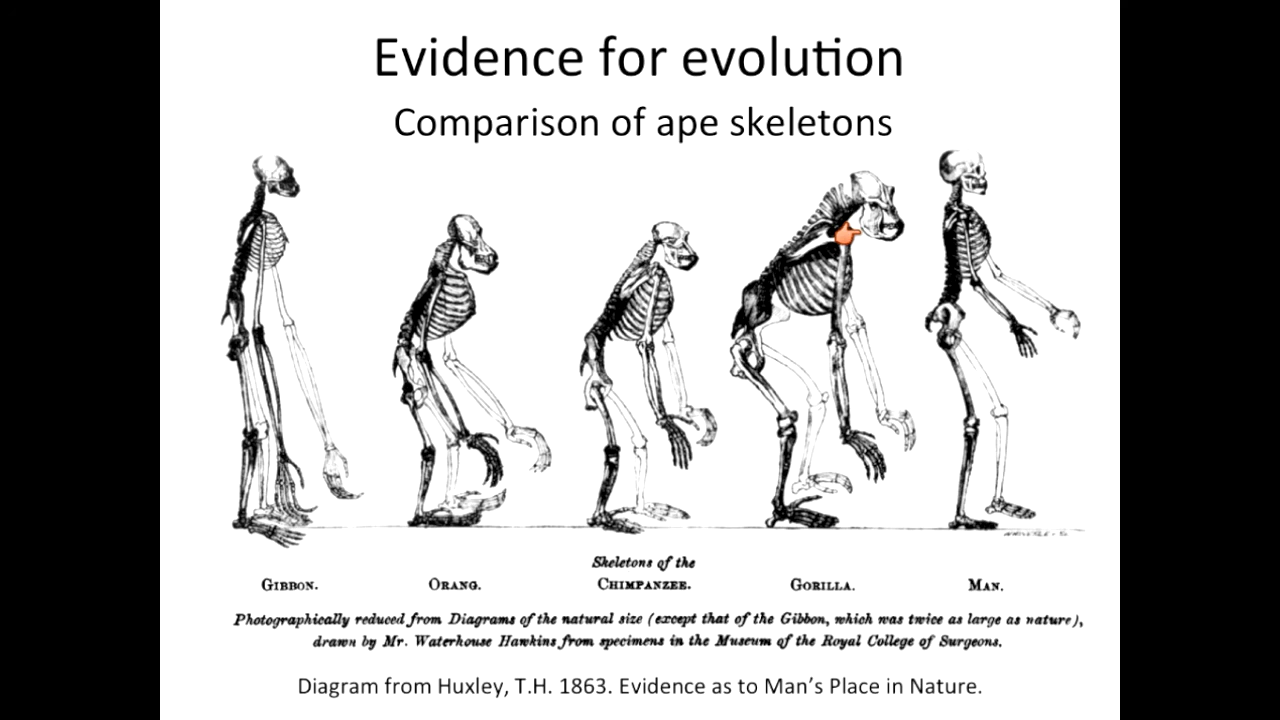 Evidence for evolution
Comparison of ape skeletons
Skeletons of the
GIBBON. ORANG. CHIMPANZEE. GORILLA. MAN.
Photographically reduced from Diagrams of the natural size (except that of the Gibbon, which was twice as large as nature),
drawn by Mr. Waterhouse Hawkins from specimens in the Museum of the Royal College of Surgeons.
Diagram from Huxley, T.H. 1863. Evidence as to Man’s Place in Nature.